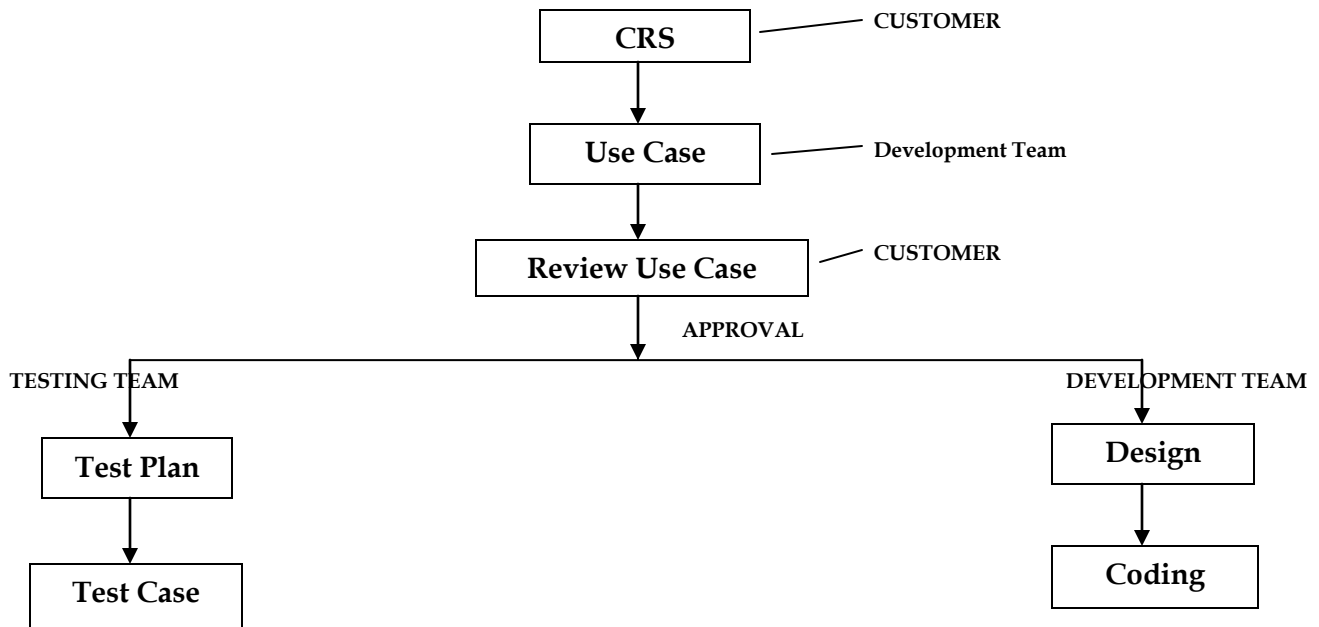 CRS
CUSTOMER
Use Case
Development Team
Review Use Case
CUSTOMER
APPROVAL
TESTING TEAM
DEVELOPMENT TEAM
Test Plan
Design
Test Case
Coding